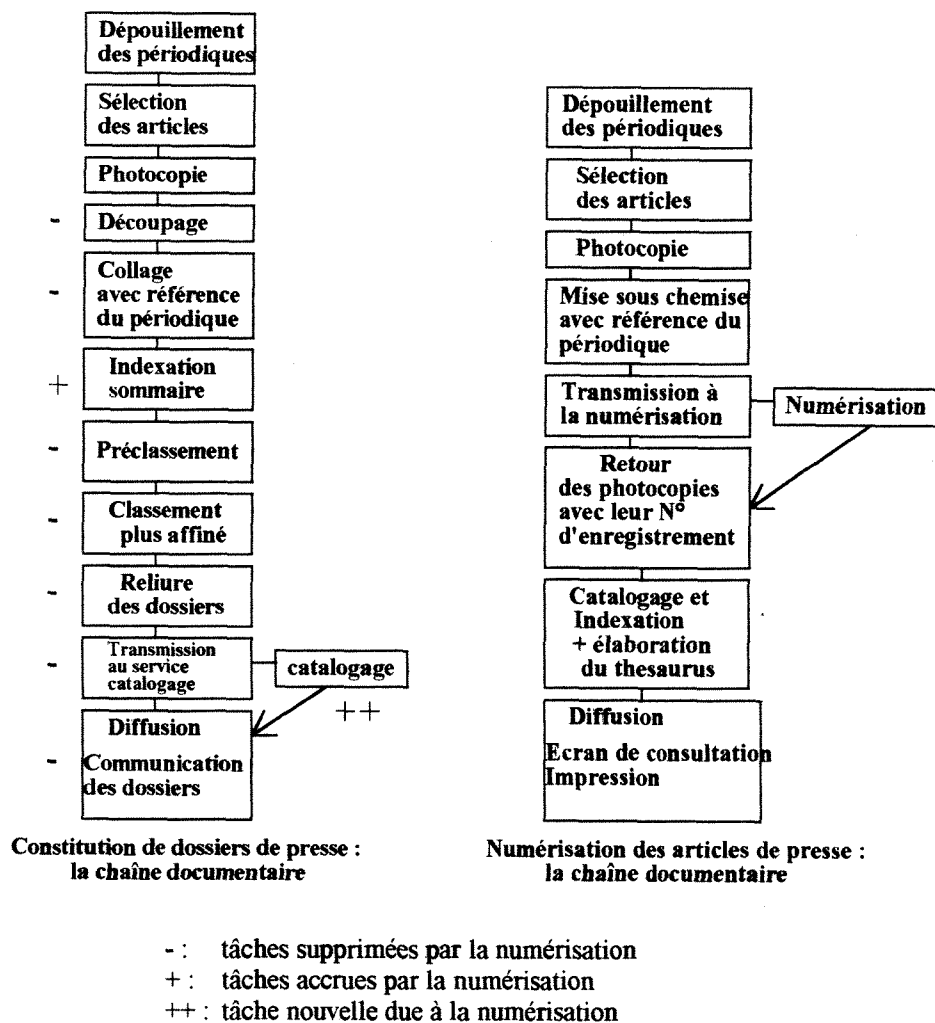 Dépouillement
des périodiques
Sélection
des articles
Photocopie
- Découpage
Collage
- avec référence
du périodique
+ Indexation
sommaire
- Préclassement
- Classement
plus affiné
- Reliure
des dossiers
- Transmission
au service
catalogage
catalogage
++
Diffusion
- Communication
des dossiers
Constitution de dossiers de presse :
la chaîne documentaire
Dépouillement
des périodiques
Sélection
des articles
Photocopie
Mise sous chemise
avec référence du
périodique
Transmission à
la numérisation
Numérisation
Retour
des photocopies
avec leur N°
d'enregistrement
Catalogage et
Indexation
+ élaboration
du thesaurus
Diffusion
Ecran de consultation
Impression
Numérisation des articles de presse :
la chaîne documentaire
- : tâches supprimées par la numérisation
+ : tâches accrues par la numérisation
++ : tâche nouvelle due à la numérisation